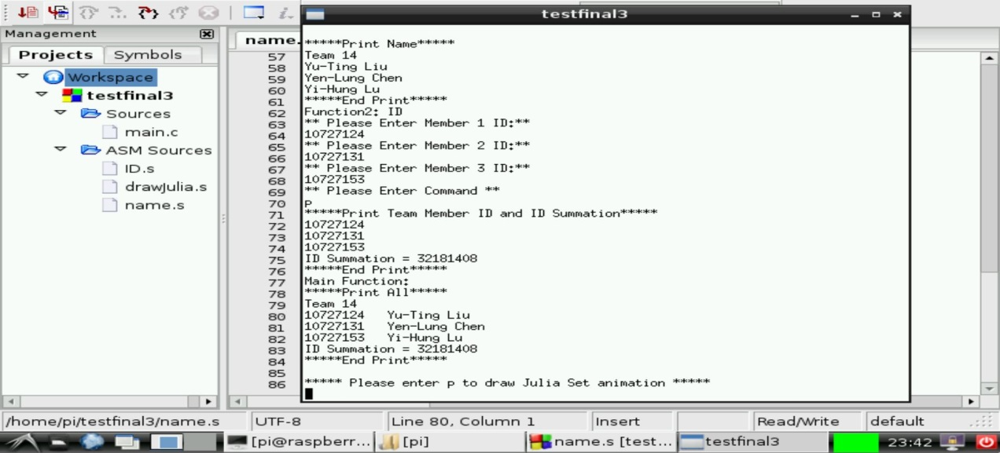 testfinal3
Management
Projects
Symbols
Workspace
testfinal3
Sources
main.c
ASM Sources
ID.s
drawJulia.s
name.s
name.
57
58
59
60
61
62
63
64
65
66
67
68
69
70
71
72
73
74
75
76
77
78
79
80
81
82
83
84
85
86
*****Print Name*****
Team 14
Yu-Ting Liu
Yen-Lung Chen
Yi-Hung Lu
*****End Print*****
Function2: ID
** Please Enter Member 1 ID:**
10727124
** Please Enter Member 2 ID:**
10727131
** Please Enter Member 3 ID:**
10727153
** Please Enter Command **
p
*****Print Team Member ID and ID Summation*****
10727124
10727131
10727153
ID Summation = 32181408
*****End Print*****
Main Function:
*****Print All*****
Team 14
10727124   Yu-Ting Liu
10727131   Yen-Lung Chen
10727153   Yi-Hung Lu
ID Summation = 32181408
*****End Print*****
***** Please enter p to draw Julia Set animation *****
/home/pi/testfinal3/name.s UTF-8 Line 80, Column 1 Insert Read/Write default
[pi@raspberr... [pi] name.s [test... testfinal3 23:42